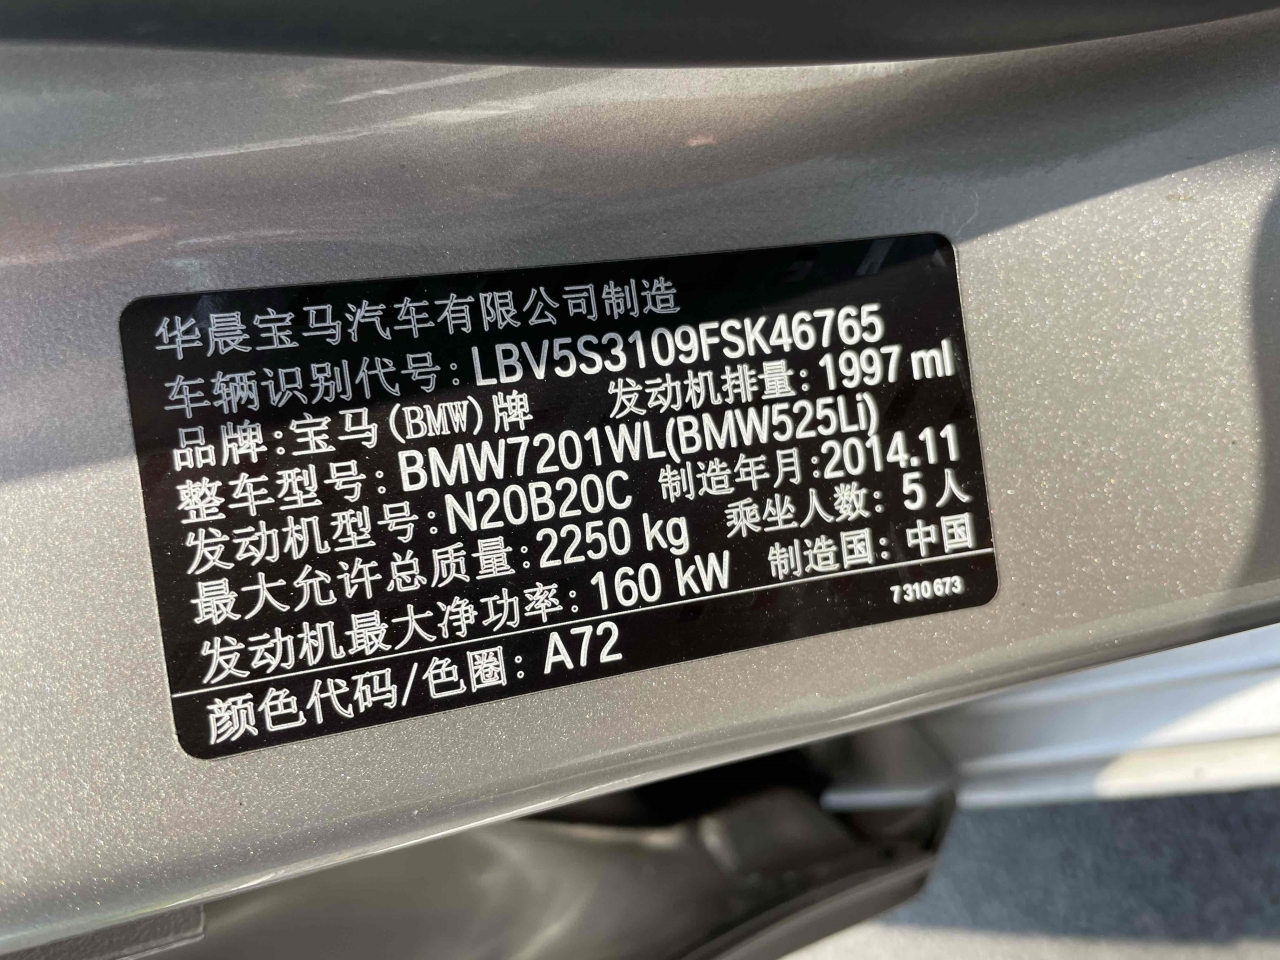 华晨宝马汽车有限公司制造
车辆识别代号: LBV5S3109FSK46765
品牌:宝马(BMW)牌 发动机排量: 1997 ml
整车型号: BMW7201WL(BMW525Li)
发动机型号: N20B20C 制造年月:2014.11
最大允许总质量: 2250 kg 乘坐人数: 5 人
发动机最大净功率: 160 kW 制造国: 中国
颜色代码/色圈: A72 7310673